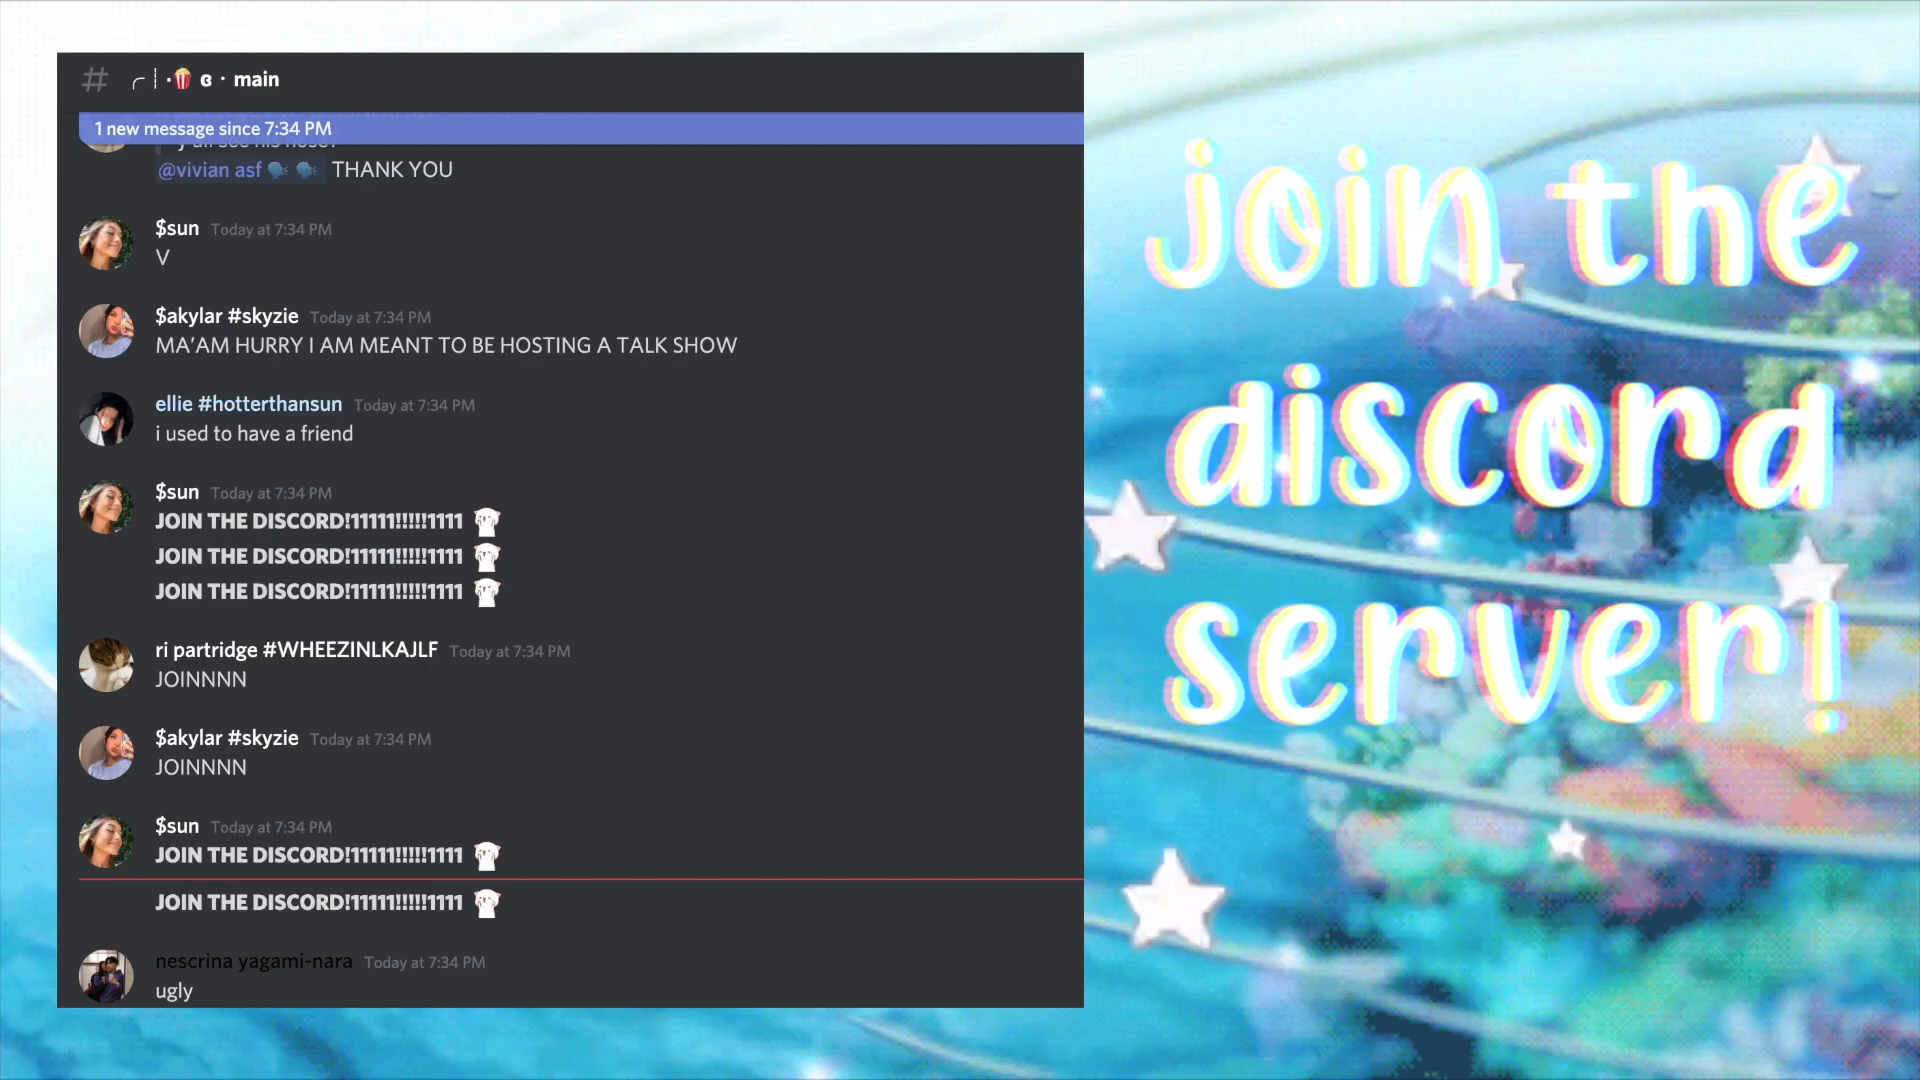 # ╭┆·🍿 ɞ · main
1 new message since 7:34 PM
y'all see his nose?
@vivian asf 🗣️ 🗣️ THANK YOU
$sun Today at 7:34 PM
V
$akylar #skyzie Today at 7:34 PM
MA'AM HURRY I AM MEANT TO BE HOSTING A TALK SHOW
ellie #hotterthansun Today at 7:34 PM
i used to have a friend
$sun Today at 7:34 PM
JOIN THE DISCORD!11111!!!!!1111
JOIN THE DISCORD!11111!!!!!1111
JOIN THE DISCORD!11111!!!!!1111
ri partridge #WHEEZINLKAJLF Today at 7:34 PM
JOINNNN
$akylar #skyzie Today at 7:34 PM
JOINNNN
$sun Today at 7:34 PM
JOIN THE DISCORD!11111!!!!!1111
JOIN THE DISCORD!11111!!!!!1111
nescrina yagami-nara Today at 7:34 PM
ugly
join the
discord
server!